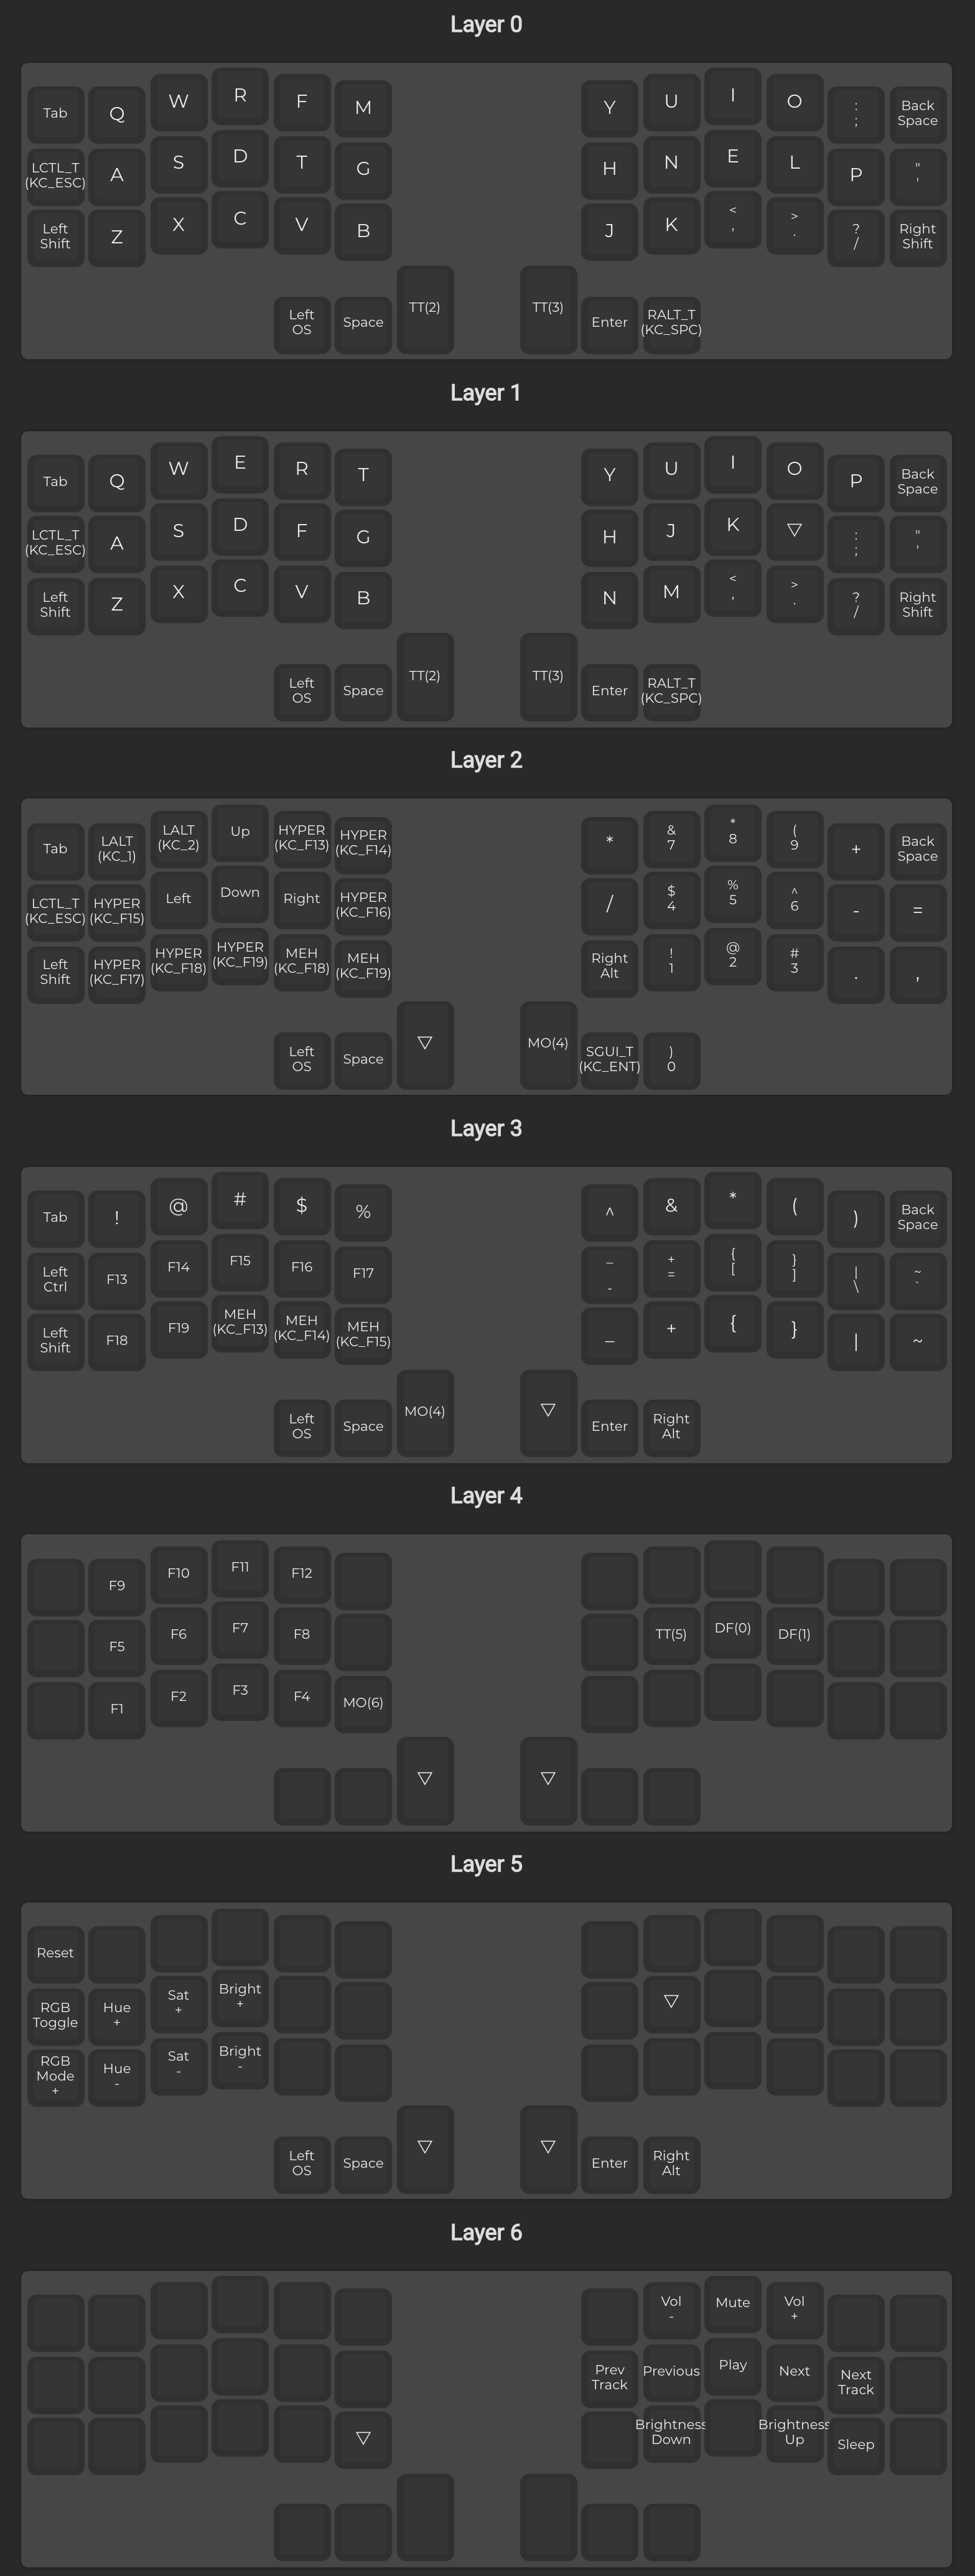 Layer 0
Tab Q W R F M Y U I O : ; Back Space
LCTL_T (KC_ESC) A S D T G H N E L P " '
Left Shift Z X C V B J K < , > . ? / Right Shift
Left OS Space TT(2) TT(3) Enter RALT_T (KC_SPC)
Layer 1
Tab Q W E R T Y U I O P Back Space
LCTL_T (KC_ESC) A S D F G H J K ▽ : ; " '
Left Shift Z X C V B N M < , > . ? / Right Shift
Left OS Space TT(2) TT(3) Enter RALT_T (KC_SPC)
Layer 2
Tab LALT (KC_1) LALT (KC_2) Up HYPER (KC_F13) HYPER (KC_F14) * & 7 * 8 ( 9 + Back Space
LCTL_T (KC_ESC) HYPER (KC_F15) Left Down Right HYPER (KC_F16) / $ 4 % 5 ^ 6 - =
Left Shift HYPER (KC_F17) HYPER (KC_F18) HYPER (KC_F19) MEH (KC_F18) MEH (KC_F19) Right Alt ! 1 @ 2 # 3 . ,
Left OS Space ▽ MO(4) SGUI_T (KC_ENT) ) 0
Layer 3
Tab ! @ # $ % ^ & * ( ) Back Space
Left Ctrl F13 F14 F15 F16 F17 _ - + = { [ } ] | \ ~ `
Left Shift F18 F19 MEH (KC_F13) MEH (KC_F14) MEH (KC_F15) _ + { } | ~
Left OS Space MO(4) ▽ Enter Right Alt
Layer 4
F9 F10 F11 F12
F5 F6 F7 F8 TT(5) DF(0) DF(1)
F1 F2 F3 F4 MO(6)
▽ ▽
Layer 5
Reset
RGB Toggle Hue + Sat + Bright + ▽
RGB Mode + Hue - Sat - Bright -
Left OS Space ▽ ▽ Enter Right Alt
Layer 6
Vol - Mute Vol +
Prev Track Previous Play Next Next Track
▽ Brightness Down Brightness Up Sleep